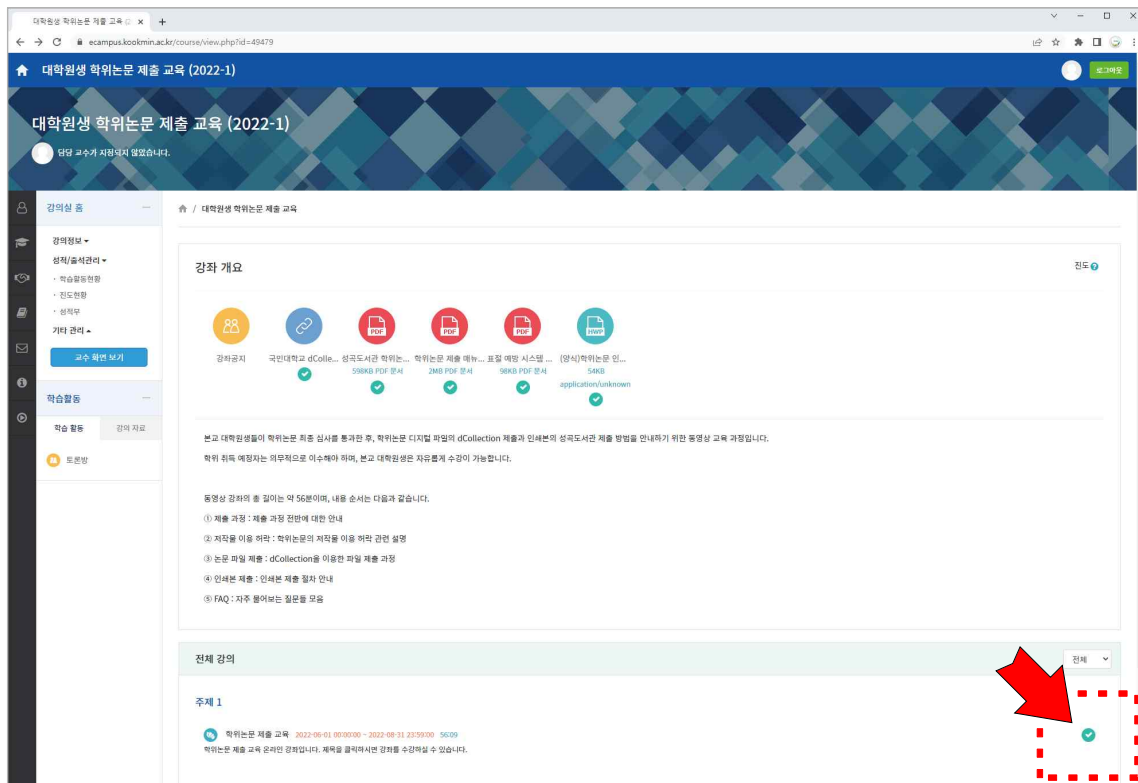 대학원생 학위논문 제출 교육 (
ecampus.kookmin.ac.kr/course/view.php?id=49479
대학원생 학위논문 제출 교육 (2022-1)
로그아웃
대학원생 학위논문 제출 교육 (2022-1)
담당 교수가 지정되지 않았습니다.
강의실 홈
강의정보
성적/출석관리
· 학습활동현황
· 진도현황
· 성적부
기타 관리
교수 화면 보기
학습활동
학습 활동 강의 자료
토론방
/ 대학원생 학위논문 제출 교육
강좌 개요
진도
PDF PDF PDF HWP
강좌공지 국민대학교 dColle... 성곡도서관 학위논... 학위논문 제출 매뉴... 표절 예방 시스템 ... (양식)학위논문 인...
598KB PDF 문서 2MB PDF 문서 98KB PDF 문서 54KB
application/unknown
본교 대학원생들이 학위논문 최종 심사를 통과한 후, 학위논문 디지털 파일의 dCollection 제출과 인쇄본의 성곡도서관 제출 방법을 안내하기 위한 동영상 교육 과정입니다.
학위 취득 예정자는 의무적으로 이수해야 하며, 본교 대학원생은 자유롭게 수강이 가능합니다.
동영상 강좌의 총 길이는 약 56분이며, 내용 순서는 다음과 같습니다.
① 제출 과정 : 제출 과정 전반에 대한 안내
② 저작물 이용 허락 : 학위논문의 저작물 이용 허락 관련 설명
③ 논문 파일 제출 : dCollection을 이용한 파일 제출 과정
④ 인쇄본 제출 : 인쇄본 제출 절차 안내
⑤ FAQ : 자주 물어보는 질문들 모음
전체 강의
전체
주제 1
학위논문 제출 교육 2022-06-01 00:00:00 ~ 2022-08-31 23:59:00 56:09
학위논문 제출 교육 온라인 강좌입니다. 제목을 클릭하시면 강좌를 수강하실 수 있습니다.